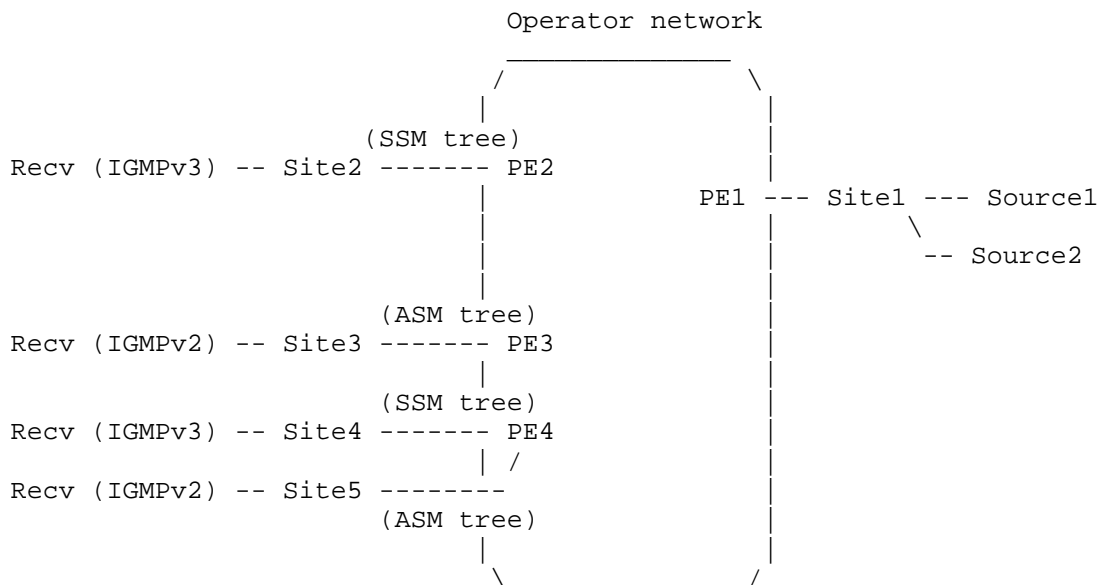 Operator network
(SSM tree)
Recv (IGMPv3) -- Site2 ------- PE2
PE1 --- Site1 --- Source1
-- Source2
(ASM tree)
Recv (IGMPv2) -- Site3 ------- PE3
(SSM tree)
Recv (IGMPv3) -- Site4 ------- PE4
Recv (IGMPv2) -- Site5 --------
(ASM tree)